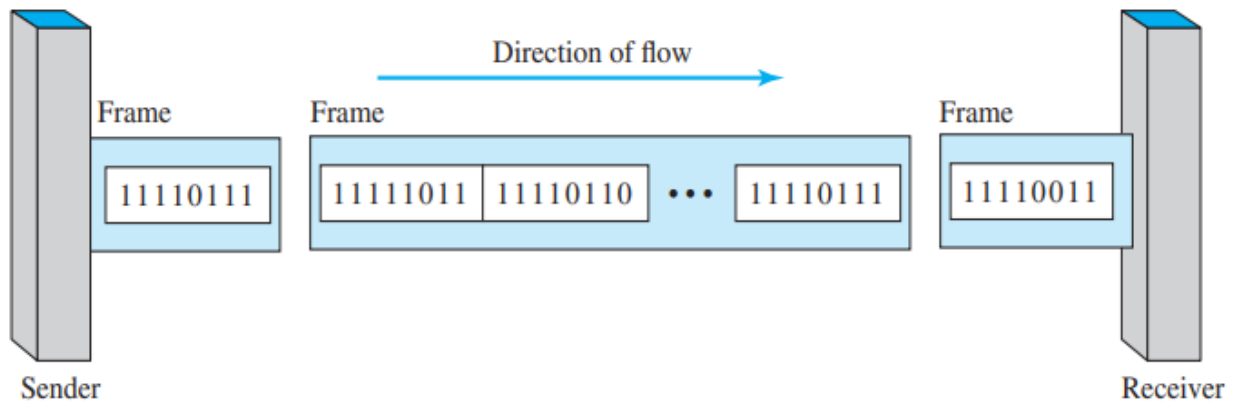 Direction of flow
Frame
Frame
Frame
11110111
11111011 11110110 ••• 11110111
11110011
Sender
Receiver